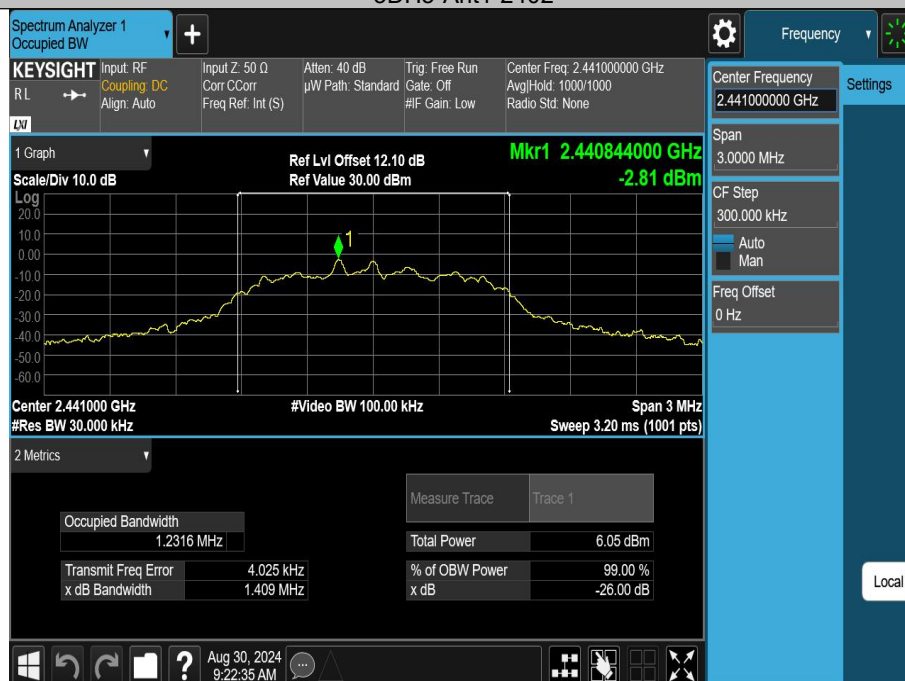 Spectrum Analyzer 1
Occupied BW
+
Frequency
KEYSIGHT
RL
LXI
Input: RF
Coupling: DC
Align: Auto
Input Z: 50 Ω
Corr CCorr
Freq Ref: Int (S)
Atten: 40 dB
µW Path: Standard
Trig: Free Run
Gate: Off
#IF Gain: Low
Center Freq: 2.441000000 GHz
Avg|Hold: 1000/1000
Radio Std: None
Center Frequency
2.441000000 GHz
Settings
Span
3.0000 MHz
CF Step
300.000 kHz
Auto
Man
Freq Offset
0 Hz
Local
1 Graph
Scale/Div 10.0 dB
Ref Lvl Offset 12.10 dB
Ref Value 30.00 dBm
Mkr1 2.440844000 GHz
-2.81 dBm
Log
20.0
10.0
0.00
-10.0
-20.0
-30.0
-40.0
-50.0
-60.0
1
Center 2.441000 GHz
#Video BW 100.00 kHz
Span 3 MHz
#Res BW 30.000 kHz
Sweep 3.20 ms (1001 pts)
2 Metrics
Measure Trace
Trace 1
Occupied Bandwidth
1.2316 MHz
Total Power
6.05 dBm
Transmit Freq Error
4.025 kHz
% of OBW Power
99.00 %
x dB Bandwidth
1.409 MHz
x dB
-26.00 dB
?
Aug 30, 2024
9:22:35 AM